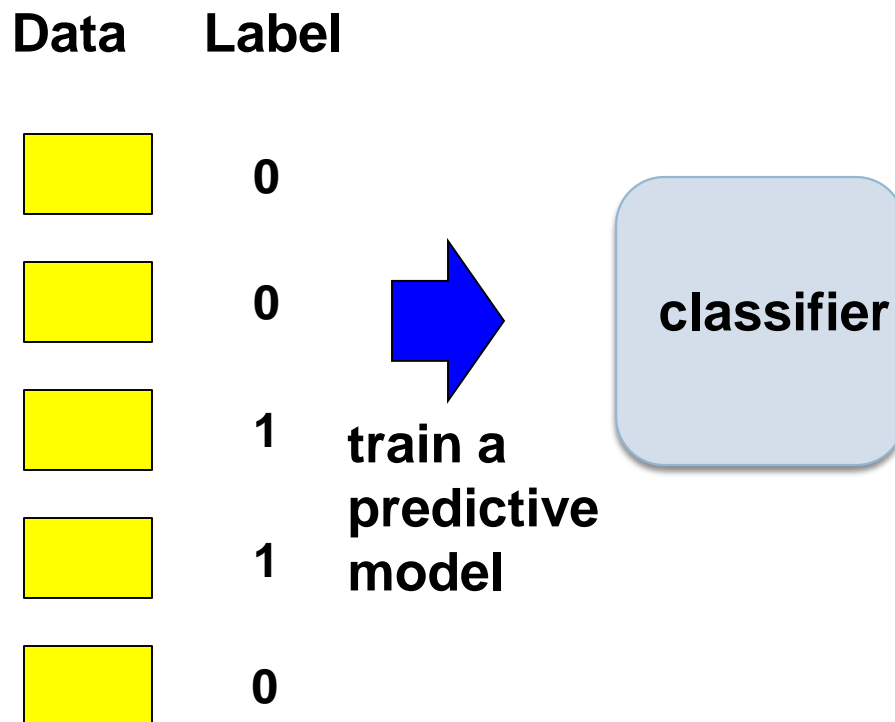 Data Label
0
0
1
1
0
train a
predictive
model
classifier